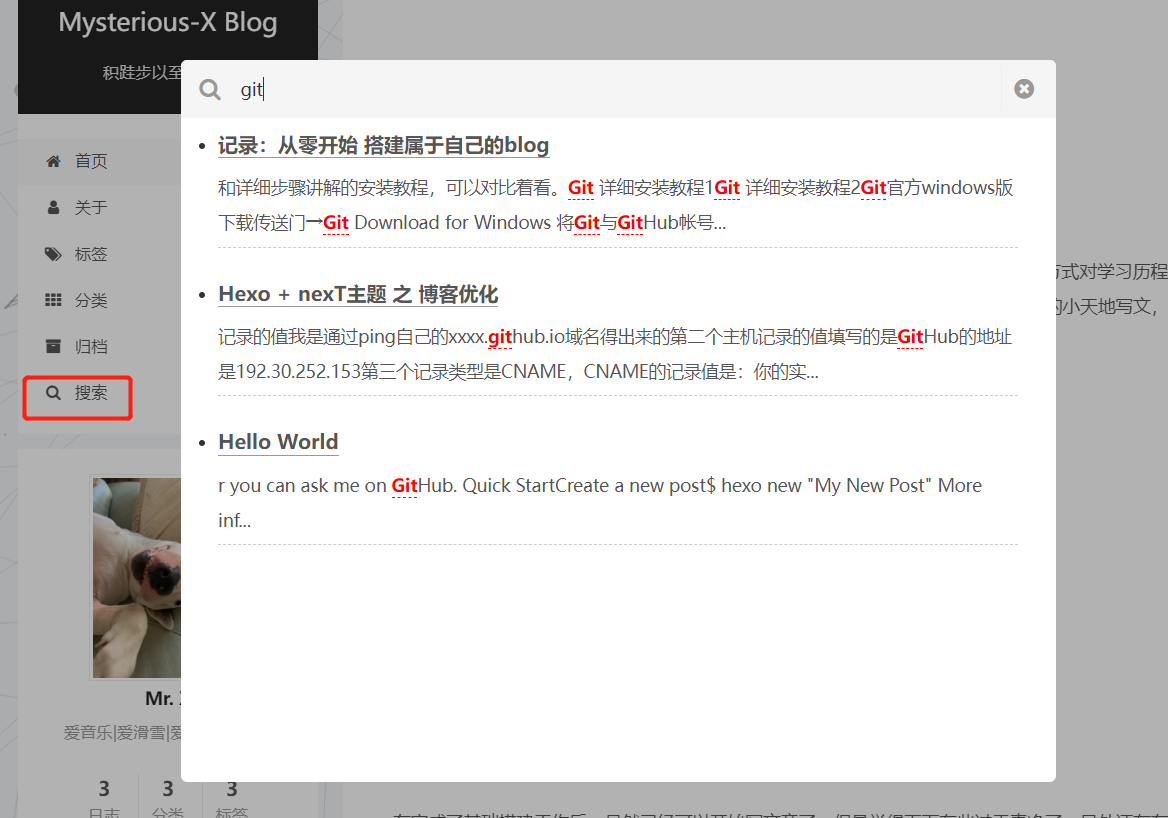 Mysterious-X Blog
积跬步以至
git
首页
关于
标签
分类
归档
搜索
记录：从零开始 搭建属于自己的blog
和详细步骤讲解的安装教程，可以对比着看。Git 详细安装教程1Git 详细安装教程2Git官方windows版
下载传送门→Git Download for Windows 将Git与GitHub帐号...
Hexo + nexT主题 之 博客优化
记录的值我是通过ping自己的xxxx.github.io域名得出来的第二个主机记录的值填写的是GitHub的地址
是192.30.252.153第三个记录类型是CNAME，CNAME的记录值是：你的实...
Hello World
r you can ask me on GitHub. Quick StartCreate a new post$ hexo new "My New Post" More
inf...
方式对学习历程
的小天地写文，
Mr.
爱音乐|爱滑雪|爱
3 3 3
日志 分类 标签